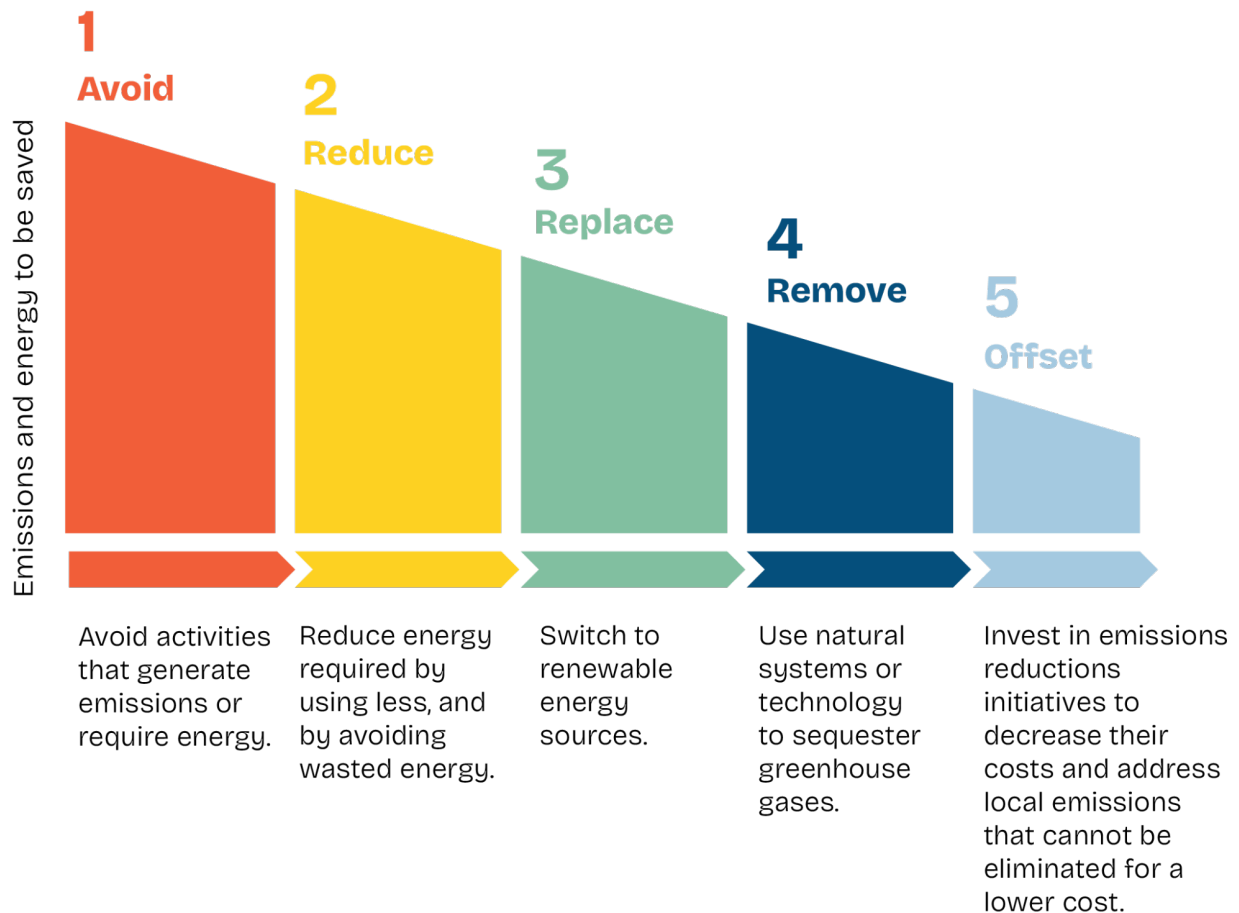 1
Avoid
2
Reduce
3
Replace
4
Remove
5
Offset
Emissions and energy to be saved
Avoid activities
that generate
emissions or
require energy.
Reduce energy
required by
using less, and
by avoiding
wasted energy.
Switch to
renewable
energy
sources.
Use natural
systems or
technology
to sequester
greenhouse
gases.
Invest in emissions
reductions
initiatives to
decrease their
costs and address
local emissions
that cannot be
eliminated for a
lower cost.